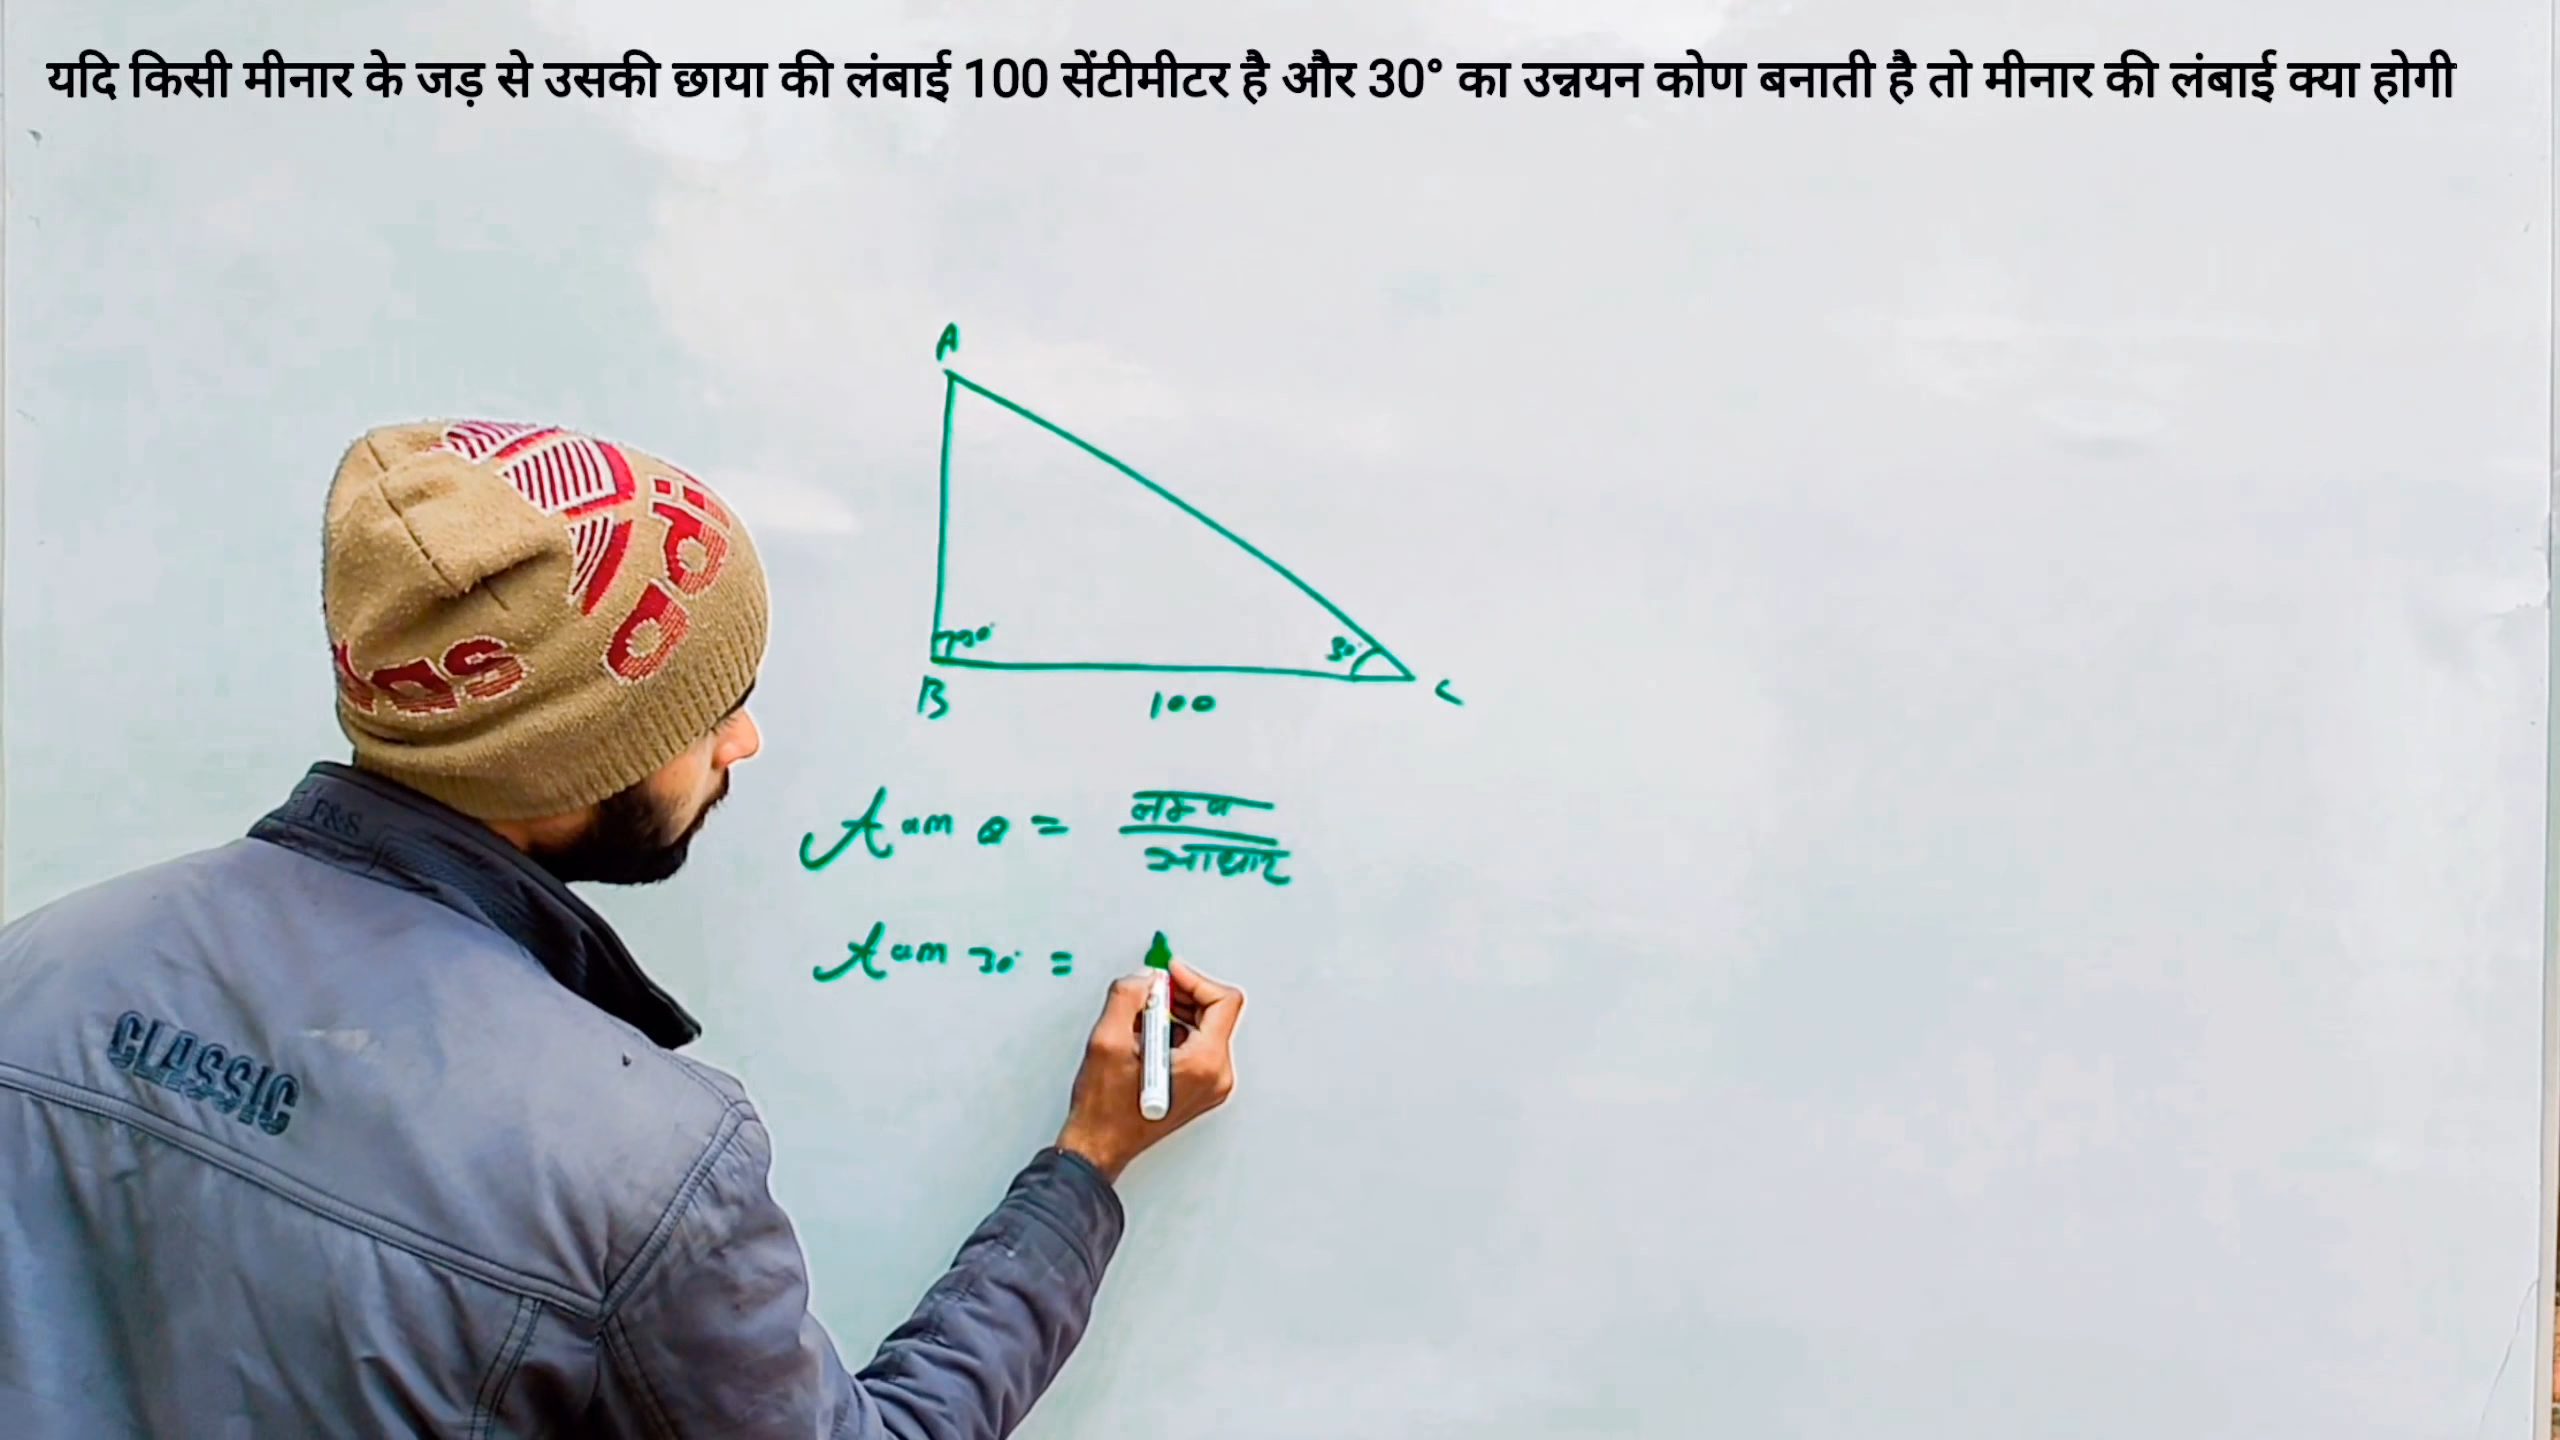 यदि किसी मीनार के जड़ से उसकी छाया की लंबाई 100 सेंटीमीटर है और 30° का उन्नयन कोण बनाती है तो मीनार की लंबाई क्या होगी
A
90°
30°
B
100
C
tan θ = लम्ब
आधार
tan 30° =
F&S
CLASSIC